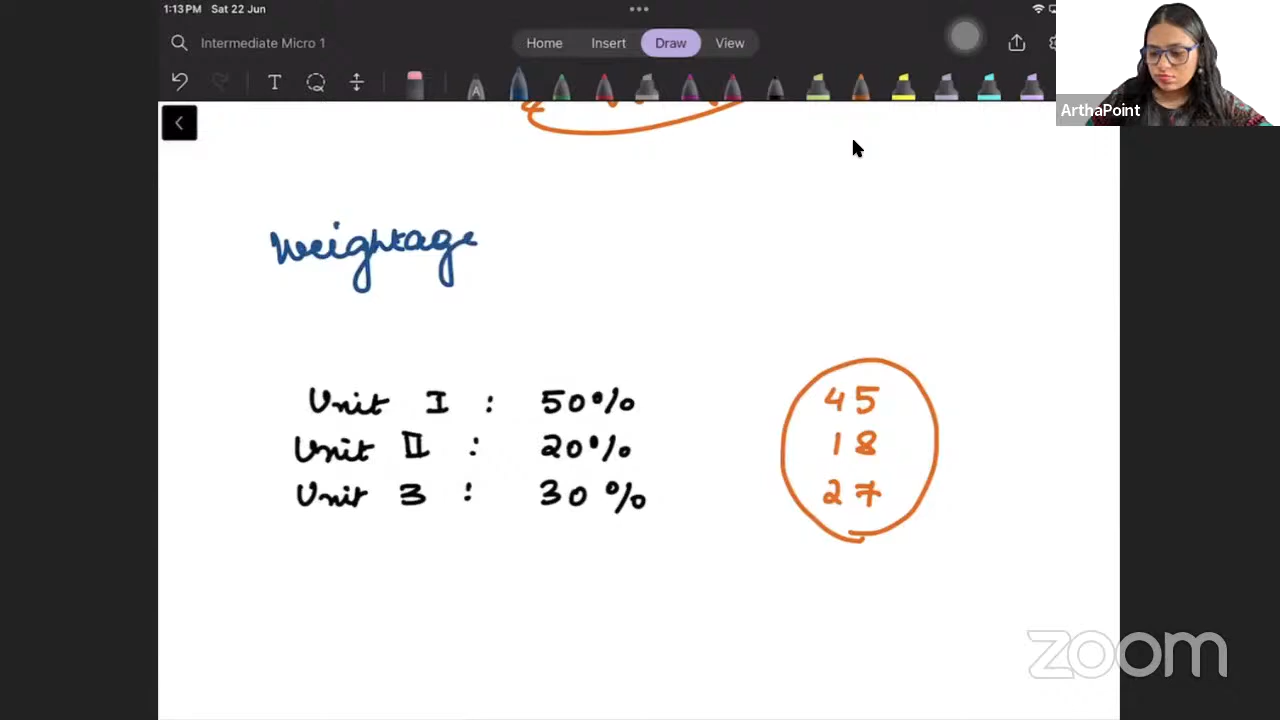 1:13 PM Sat 22 Jun
Intermediate Micro 1
Home Insert Draw View
T
A
ArthaPoint
Weightage
Unit I : 50% 45
Unit II : 20% 18
Unit 3 : 30% 27
zoom